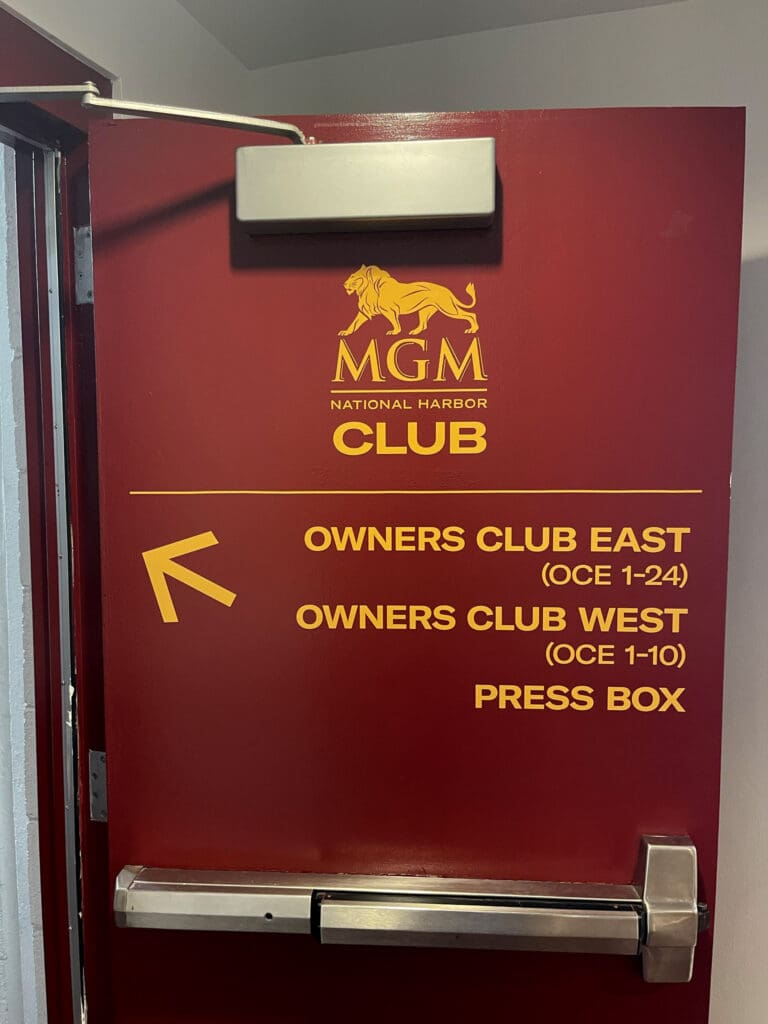 MGM
NATIONAL HARBOR
CLUB
OWNERS CLUB EAST
(OCE 1-24)
OWNERS CLUB WEST
(OCE 1-10)
PRESS BOX